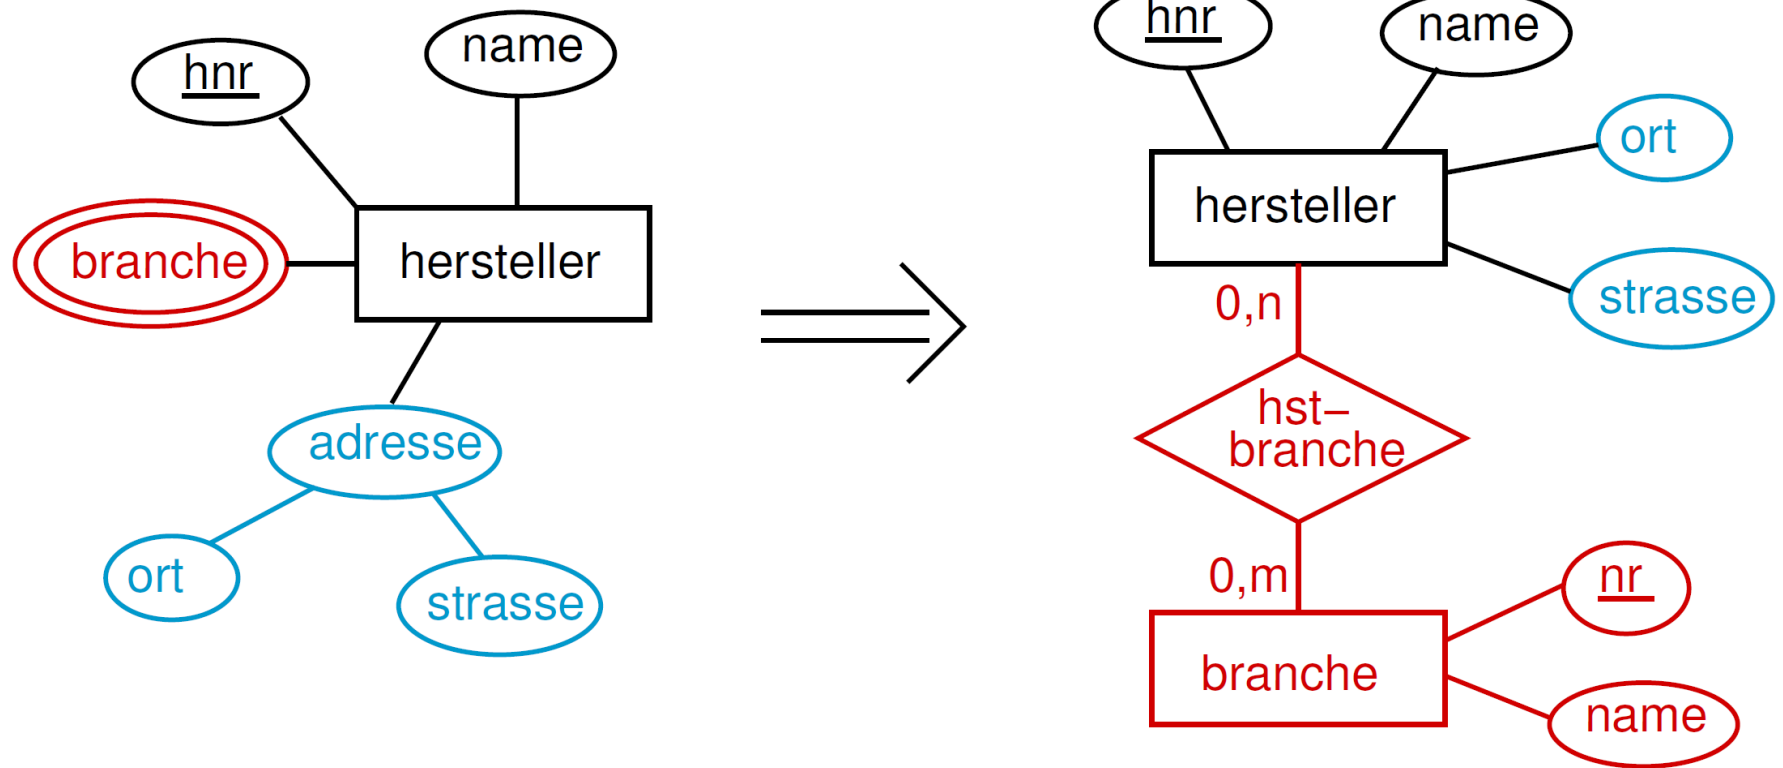 hnr
name
branche
hersteller
adresse
ort
strasse
hnr
name
ort
hersteller
strasse
0,n
hst–
branche
0,m
nr
branche
name